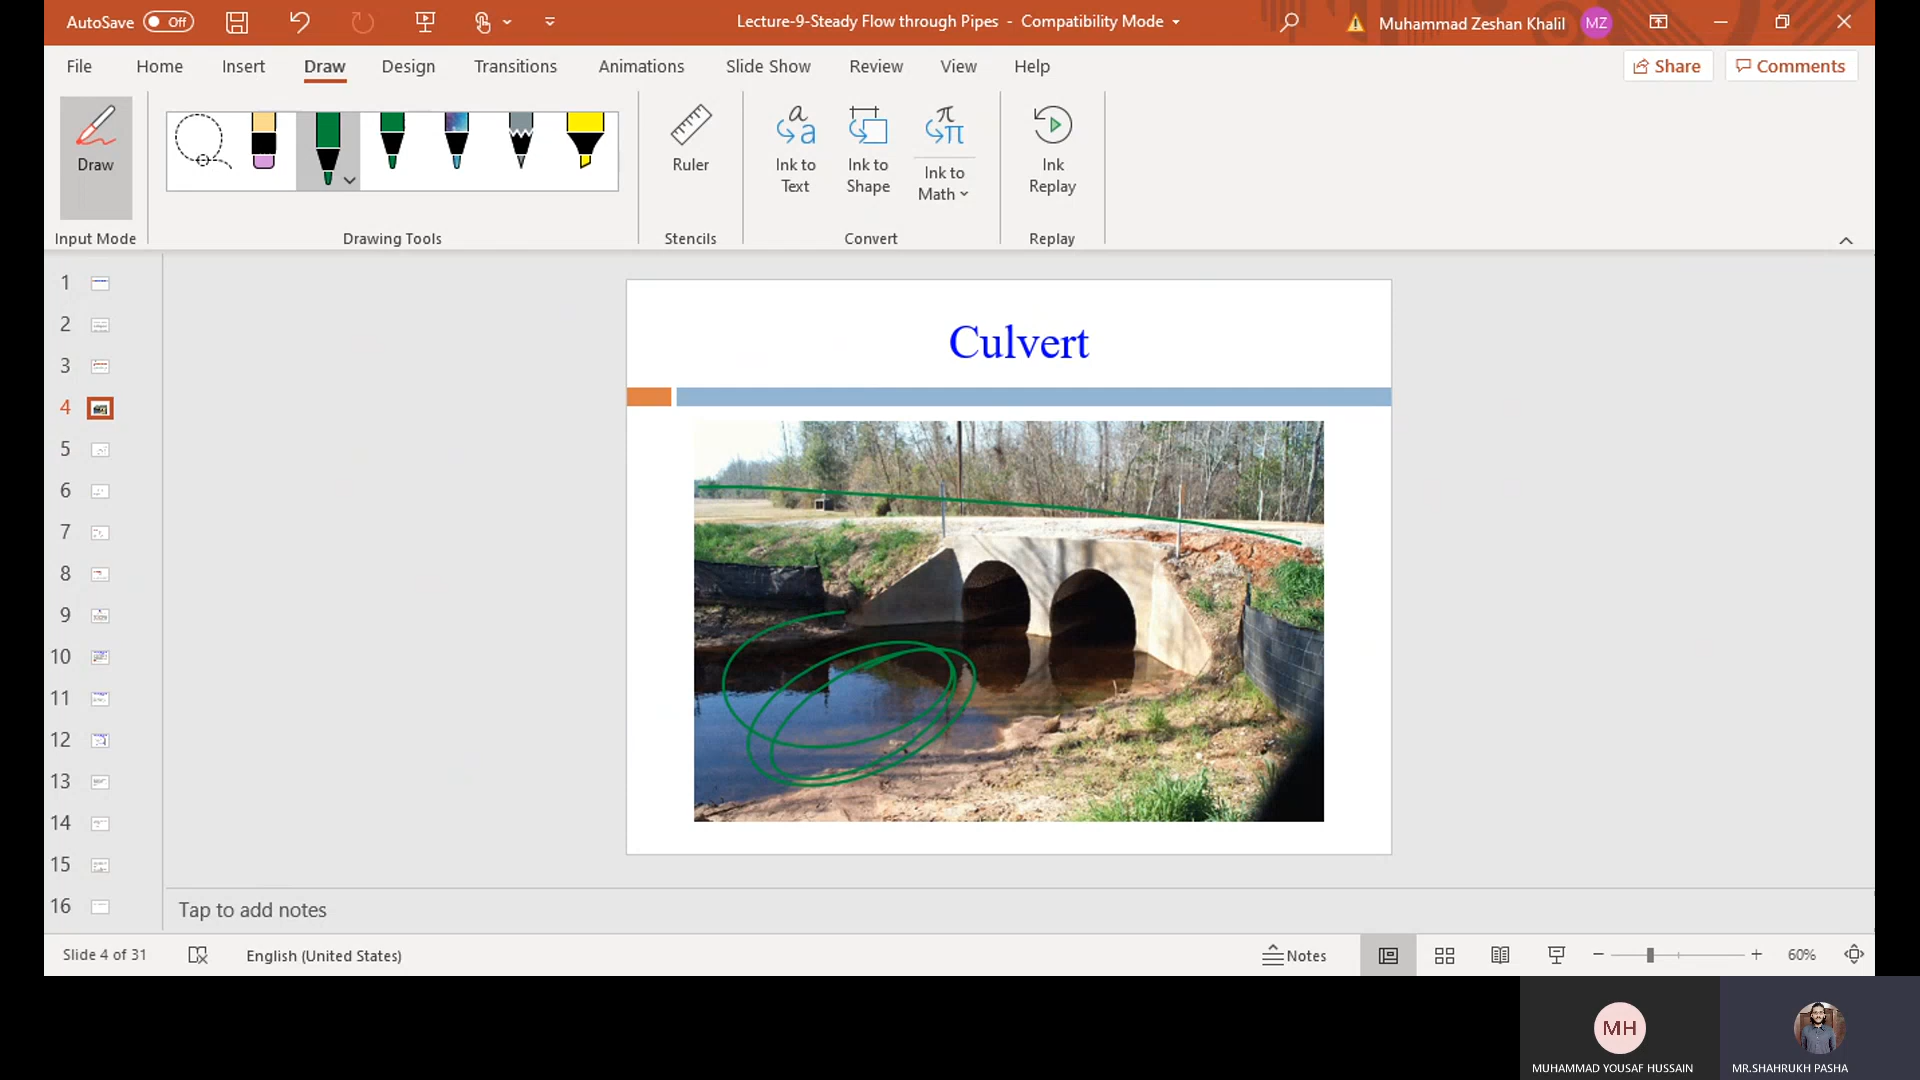 AutoSave Off
Lecture-9-Steady Flow through Pipes - Compatibility Mode
Muhammad Zeshan Khalil MZ
File Home Insert Draw Design Transitions Animations Slide Show Review View Help
Share Comments
Draw
Ruler
a a
Ink to Text
Ink to Shape
π π
Ink to Math
Ink Replay
Input Mode Drawing Tools Stencils Convert Replay
1
2
3
4
5
6
7
8
9
10
11
12
13
14
15
16
Culvert
Tap to add notes
Slide 4 of 31 English (United States) Notes 60%
MH
MUHAMMAD YOUSAF HUSSAIN MR.SHAHRUKH PASHA